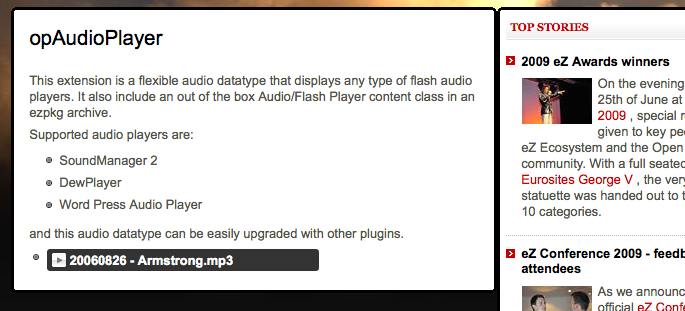 opAudioPlayer
This extension is a flexible audio datatype that displays any type of flash audio
players. It also include an out of the box Audio/Flash Player content class in an
ezpkg archive.
Supported audio players are:
SoundManager 2
DewPlayer
Word Press Audio Player
and this audio datatype can be easily upgraded with other plugins.
20060826 - Armstrong.mp3
TOP STORIES
2009 eZ Awards winners
On the evening
25th of June at
2009 , special
given to key
eZ Ecosystem and the Open
community. With a full seated
Eurosites George V , the very
statuette was handed out to
10 categories.
eZ Conference 2009 -
attendees
As we
official eZ